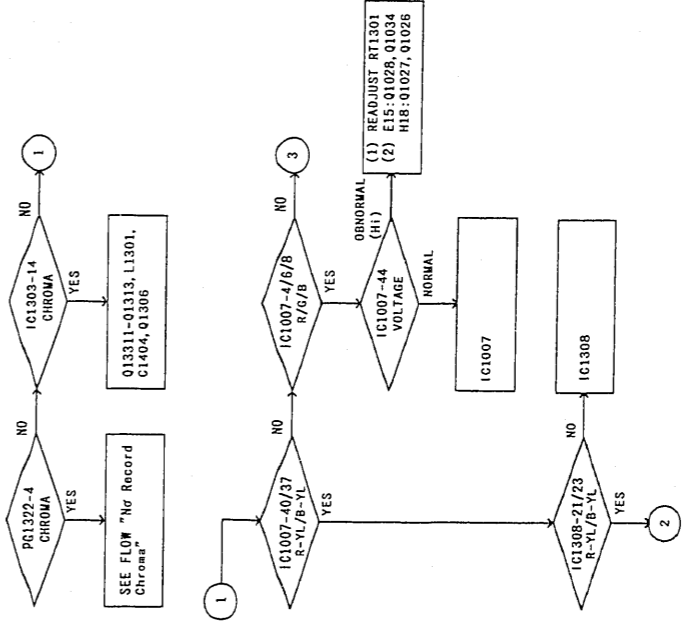 PG1322-4
CHROMA
NO
YES
SEE FLOW "No Record
Chroma"
IC1303-14
CHROMA
NO
YES
Q13311-Q1313, L1301,
C1404, Q1306
1
1
IC1007-40/37
R-YL/B-YL
NO
YES
IC1007-4/6/8
R/G/B
NO
YES
3
IC1007-44
VOLTAGE
OBNORMAL
(Hi)
NORMAL
(1) READJUST RT1301
(2) E15:Q1028, Q1034
H18:Q1027, Q1026
IC1007
IC1308-21/23
R-YL/B-YL
NO
YES
IC1308
2